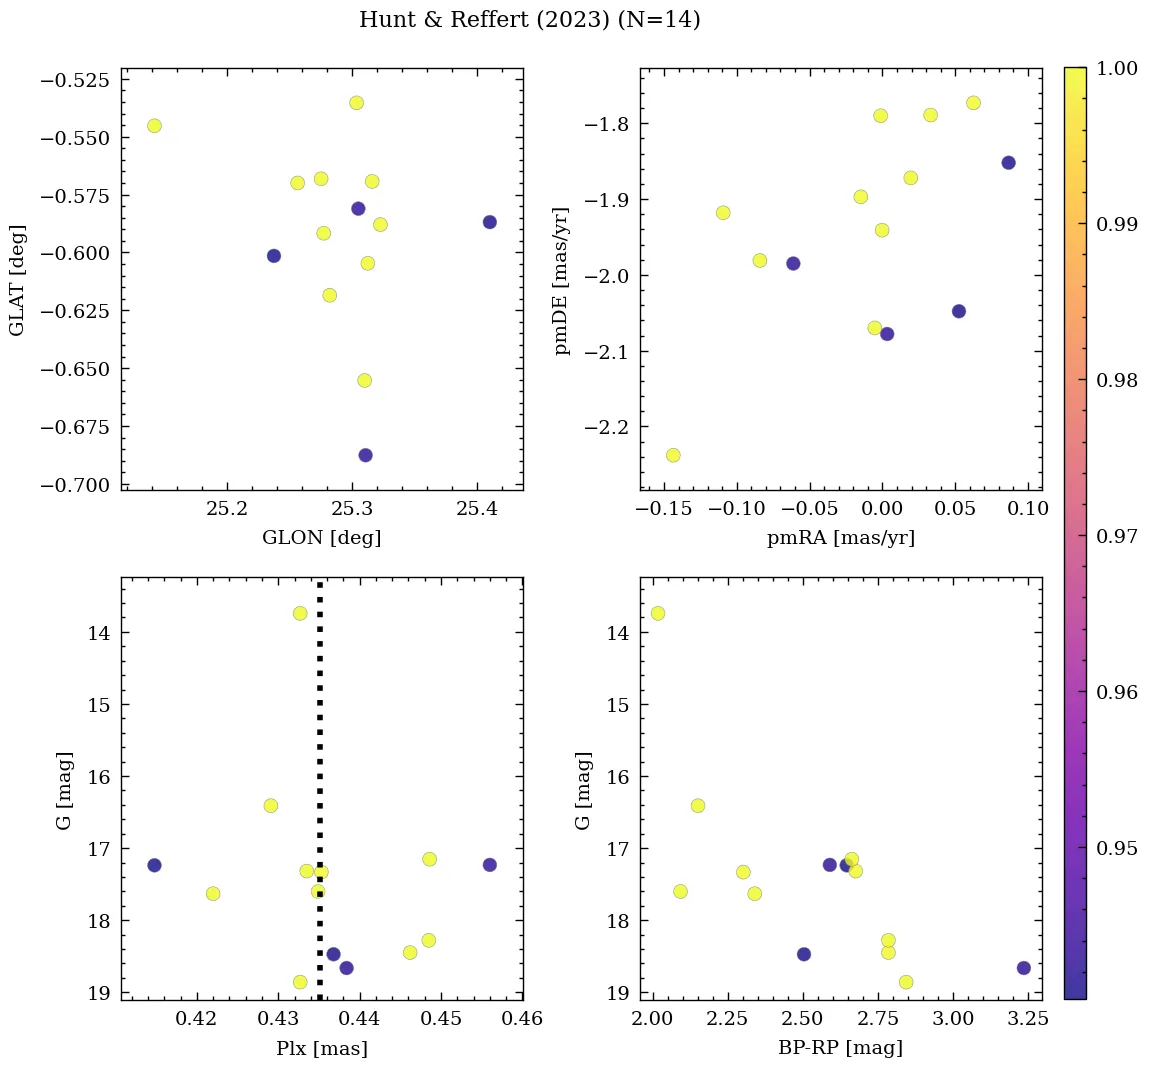 Hunt & Reffert (2023) (N=14)
−0.525
−0.550
−0.575
−0.600
−0.625
−0.650
−0.675
−0.700
GLAT [deg]
25.2 25.3 25.4
GLON [deg]
−1.8
−1.9
−2.0
−2.1
−2.2
pmDE [mas/yr]
−0.15 −0.10 −0.05 0.00 0.05 0.10
pmRA [mas/yr]
14
15
16
17
18
19
G [mag]
0.42 0.43 0.44 0.45 0.46
Plx [mas]
14
15
16
17
18
19
G [mag]
2.00 2.25 2.50 2.75 3.00 3.25
BP-RP [mag]
1.00
0.99
0.98
0.97
0.96
0.95